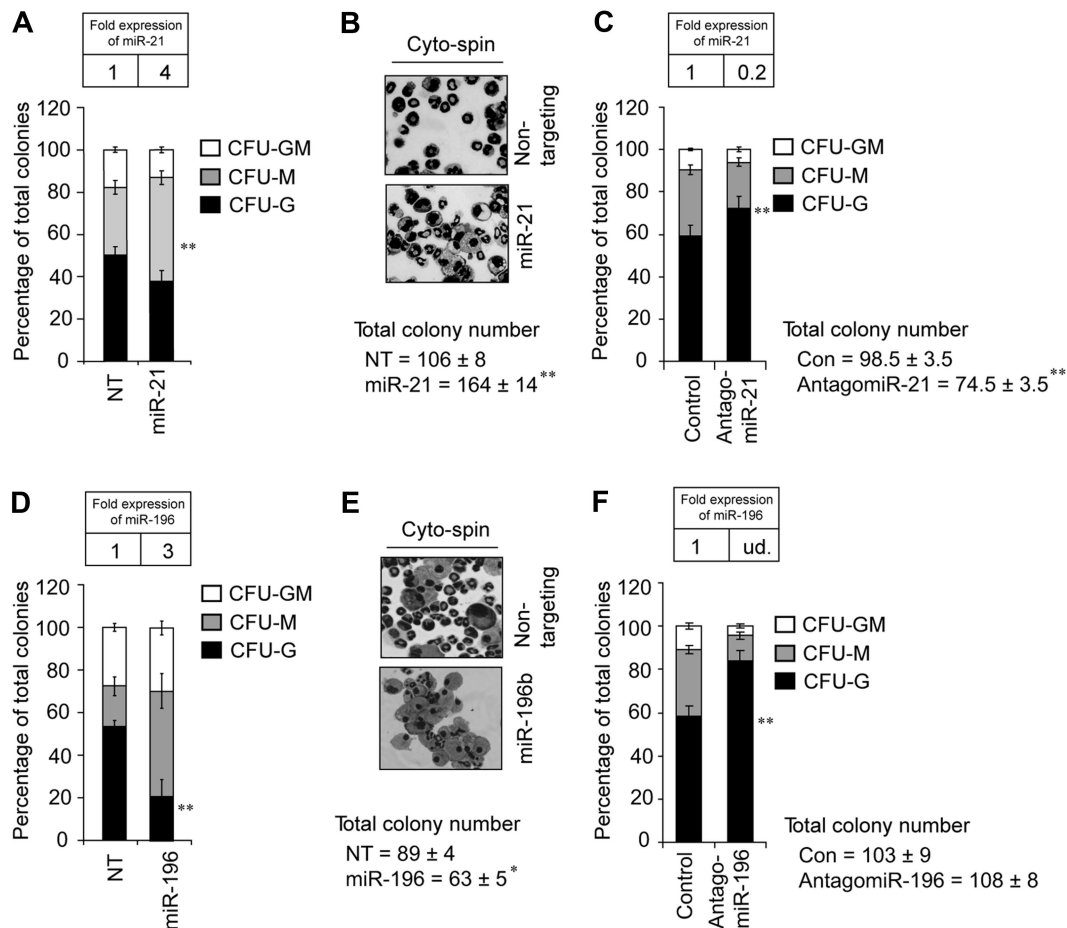 A
Fold expression
of miR-21
1 4
Percentage of total colonies
120
100
80
60
40
20
0
CFU-GM
CFU-M
CFU-G
**
NT
miR-21
B
Cyto-spin
Non-
targeting
miR-21
Total colony number
NT = 106 ± 8
miR-21 = 164 ± 14**
C
Fold expression
of miR-21
1 0.2
Percentage of total colonies
120
100
80
60
40
20
0
CFU-GM
CFU-M
CFU-G
**
Control
Antago-
miR-21
Total colony number
Con = 98.5 ± 3.5
AntagomiR-21 = 74.5 ± 3.5**
D
Fold expression
of miR-196
1 3
Percentage of total colonies
120
100
80
60
40
20
0
CFU-GM
CFU-M
CFU-G
**
NT
miR-196
E
Cyto-spin
Non-
targeting
miR-196b
Total colony number
NT = 89 ± 4
miR-196 = 63 ± 5*
F
Fold expression
of miR-196
1 ud.
Percentage of total colonies
120
100
80
60
40
20
0
CFU-GM
CFU-M
CFU-G
**
Control
Antago-
miR-196
Total colony number
Con = 103 ± 9
AntagomiR-196 = 108 ± 8